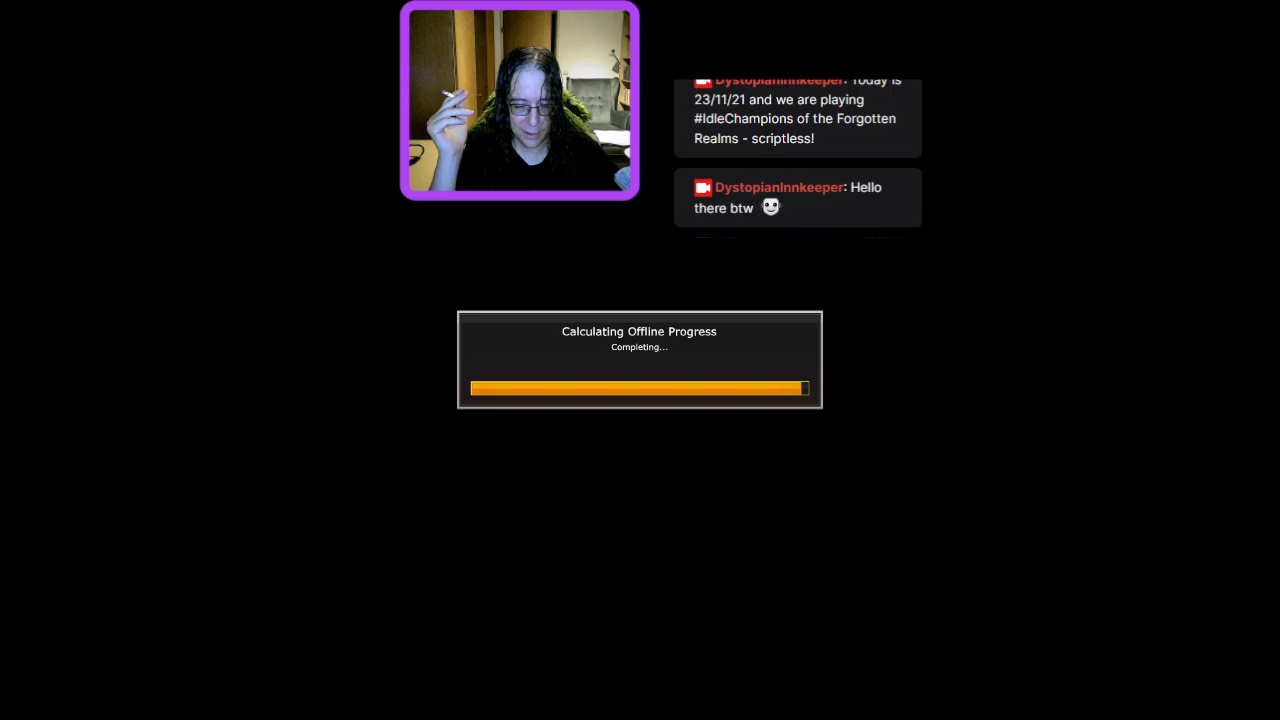 DystopianInnkeeper: Today is
23/11/21 and we are playing
#IdleChampions of the Forgotten
Realms - scriptless!
DystopianInnkeeper: Hello
there btw
Calculating Offline Progress
Completing...